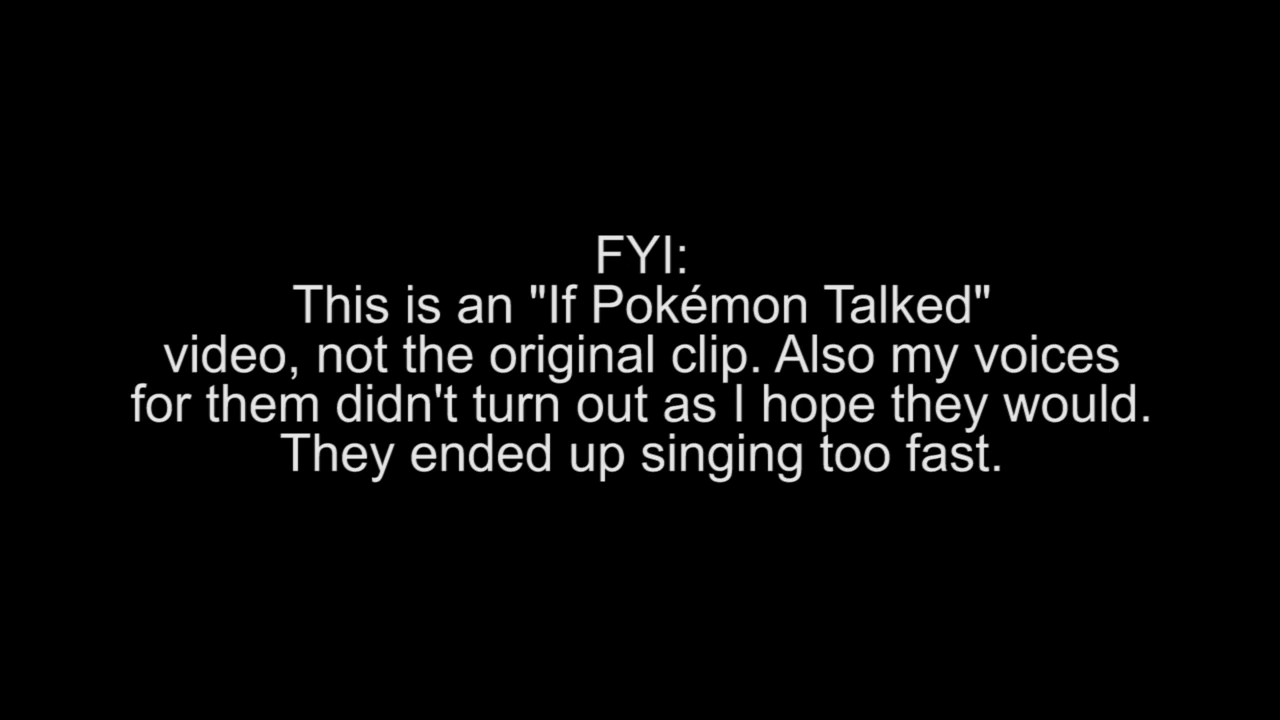 FYI:
This is an "If Pokémon Talked"
video, not the original clip. Also my voices
for them didn't turn out as I hope they would.
They ended up singing too fast.